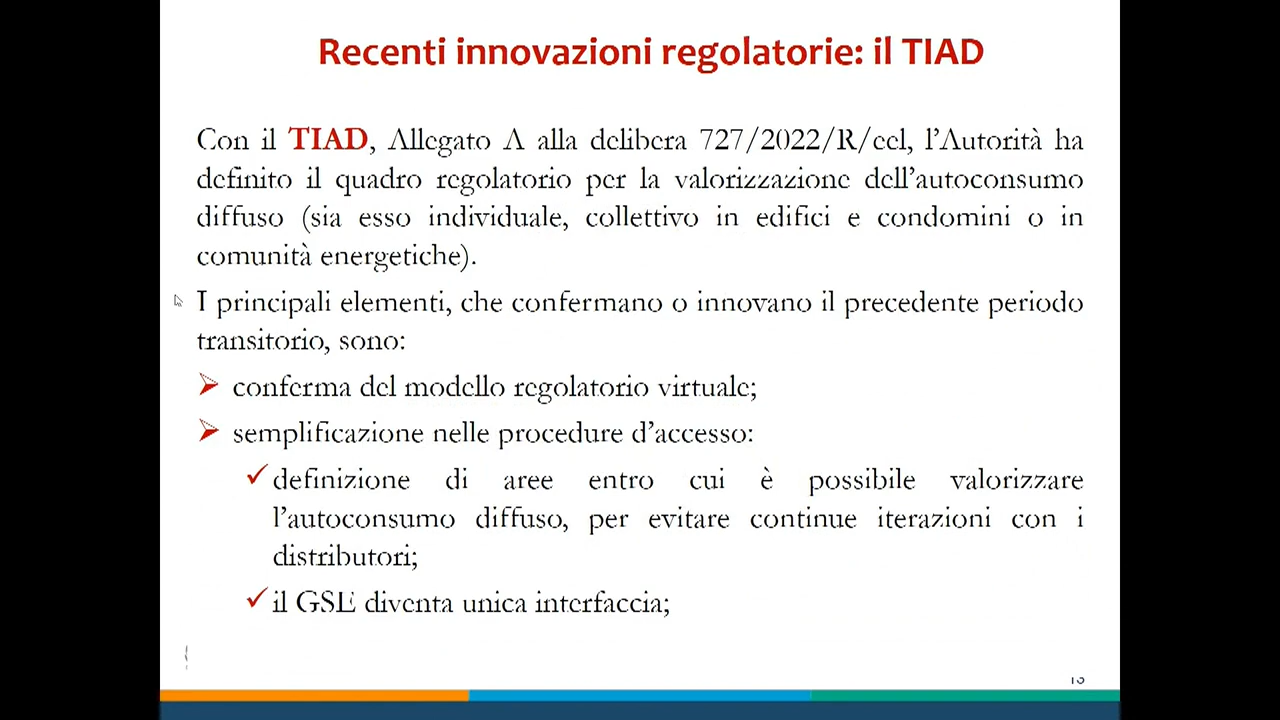 Recenti innovazioni regolatorie: il TIAD
Con il TIAD, Allegato A alla delibera 727/2022/R/eel, l'Autorità ha
definito il quadro regolatorio per la valorizzazione dell'autoconsumo
diffuso (sia esso individuale, collettivo in edifici e condomini o in
comunità energetiche).
I principali elementi, che confermano o innovano il precedente periodo
transitorio, sono:
conferma del modello regolatorio virtuale;
semplificazione nelle procedure d'accesso:
definizione di aree entro cui è possibile valorizzare
l'autoconsumo diffuso, per evitare continue iterazioni con i
distributori;
il GSE diventa unica interfaccia;